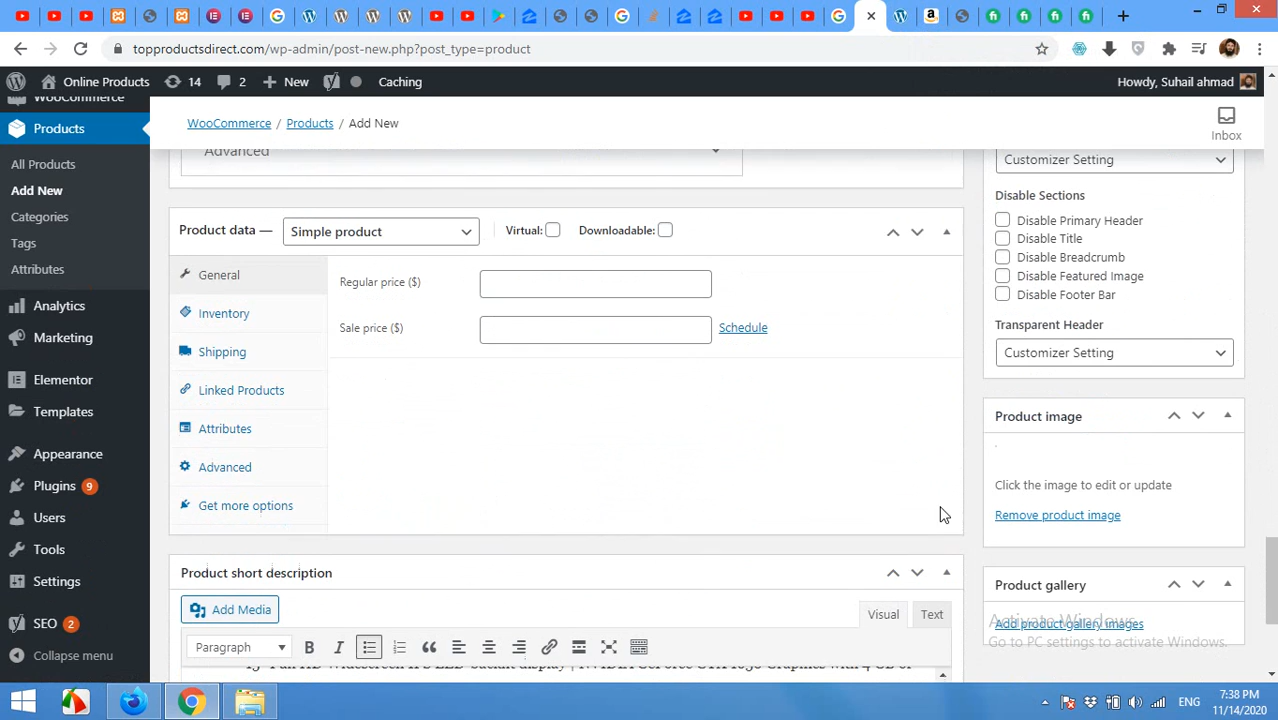 topproductsdirect.com/wp-admin/post-new.php?post_type=product
Online Products 14 2 New Caching Howdy, Suhail ahmad
WooCommerce
Products
All Products
Add New
Categories
Tags
Attributes
Analytics
Marketing
Elementor
Templates
Appearance
Plugins 9
Users
Tools
Settings
SEO 2
Collapse menu
WooCommerce / Products / Add New
Inbox
Advanced
Product data — Simple product Virtual: Downloadable:
General
Inventory
Shipping
Linked Products
Attributes
Advanced
Get more options
Regular price ($)
Sale price ($) Schedule
Product short description
Add Media
Visual Text
Paragraph
Customizer Setting
Disable Sections
Disable Primary Header
Disable Title
Disable Breadcrumb
Disable Featured Image
Disable Footer Bar
Transparent Header
Customizer Setting
Product image
Click the image to edit or update
Remove product image
Product gallery
Add product gallery images
Activate Windows
Go to PC settings to activate Windows.
ENG
7:38 PM
11/14/2020